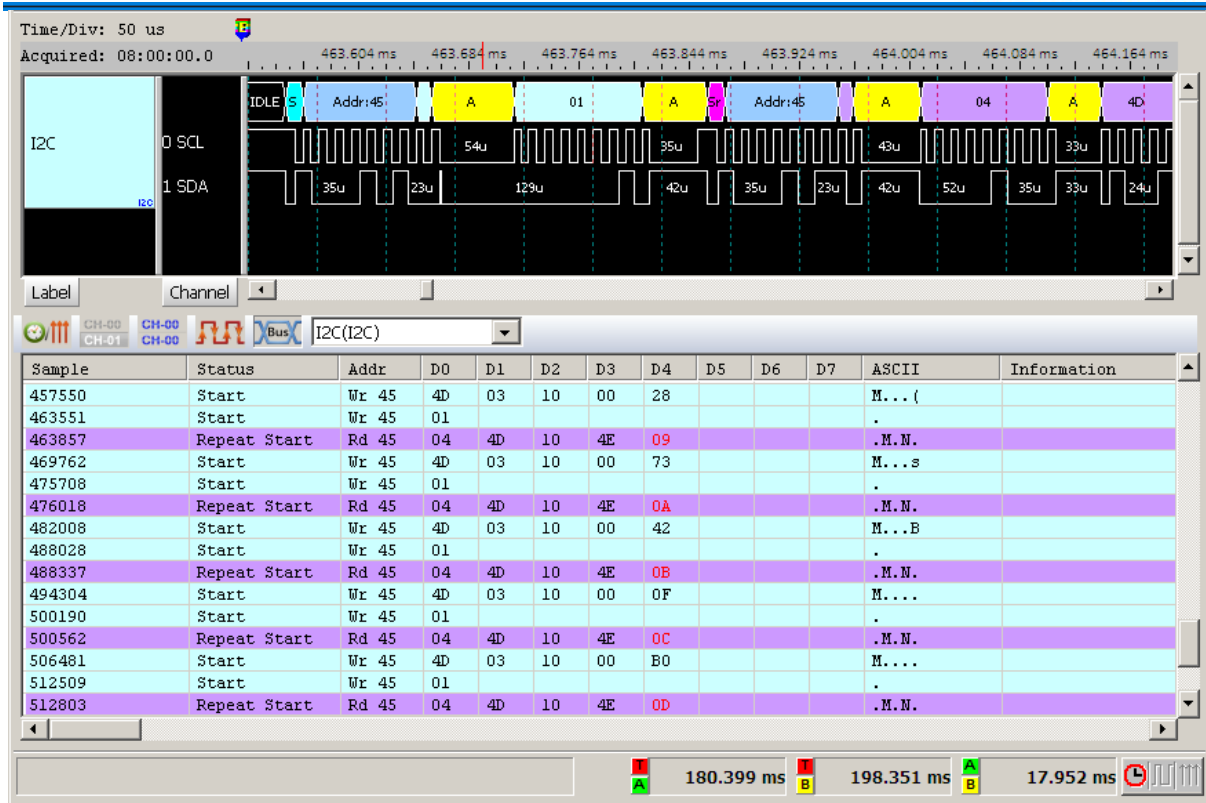 Time/Div: 50 us
Acquired: 08:00:00.0
463.604 ms 463.684 ms 463.764 ms 463.844 ms 463.924 ms 464.004 ms 464.084 ms 464.164 ms
IDLE S Addr:45 A 01 A Sr Addr:45 A 04 A 4D
I2C 0 SCL 54u 35u 43u 33u
1 SDA 35u 23u 129u 42u 35u 23u 42u 52u 35u 33u 24u
I2C
Label Channel
CH-00 CH-01 CH-00 CH-00 Bus I2C(I2C)
Sample Status Addr D0 D1 D2 D3 D4 D5 D6 D7 ASCII Information
457550 Start Wr 45 4D 03 10 00 28 M...(
463551 Start Wr 45 01 .
463857 Repeat Start Rd 45 04 4D 10 4E 09 .M.N.
469762 Start Wr 45 4D 03 10 00 73 M...s
475708 Start Wr 45 01 .
476018 Repeat Start Rd 45 04 4D 10 4E 0A .M.N.
482008 Start Wr 45 4D 03 10 00 42 M...B
488028 Start Wr 45 01 .
488337 Repeat Start Rd 45 04 4D 10 4E 0B .M.N.
494304 Start Wr 45 4D 03 10 00 0F M....
500190 Start Wr 45 01 .
500562 Repeat Start Rd 45 04 4D 10 4E 0C .M.N.
506481 Start Wr 45 4D 03 10 00 B0 M....
512509 Start Wr 45 01 .
512803 Repeat Start Rd 45 04 4D 10 4E 0D .M.N.
T A 180.399 ms T B 198.351 ms A B 17.952 ms